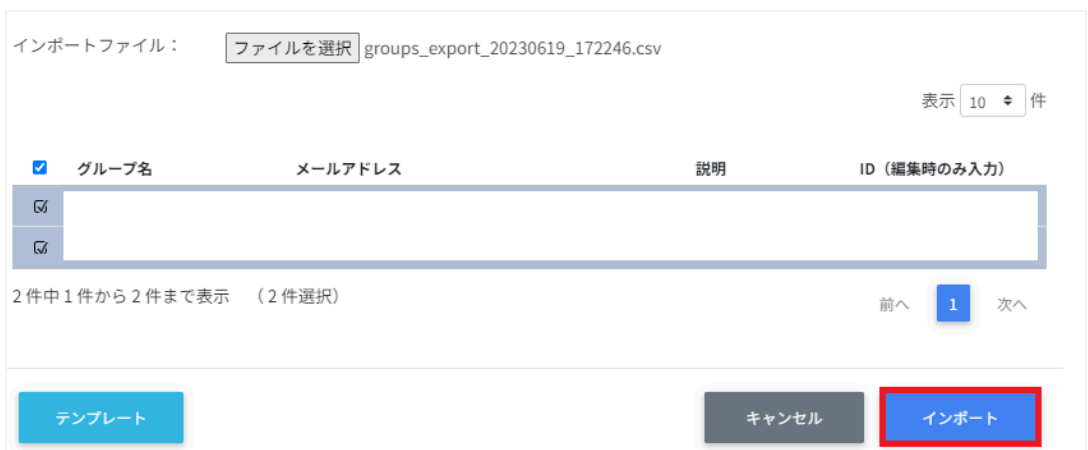 インポートファイル： ファイルを選択 groups_export_20230619_172246.csv
表示 10 件
グループ名 メールアドレス 説明 ID（編集時のみ入力）
2 件中 1 件から 2 件まで表示 （2 件選択）
前へ 1 次へ
テンプレート キャンセル インポート